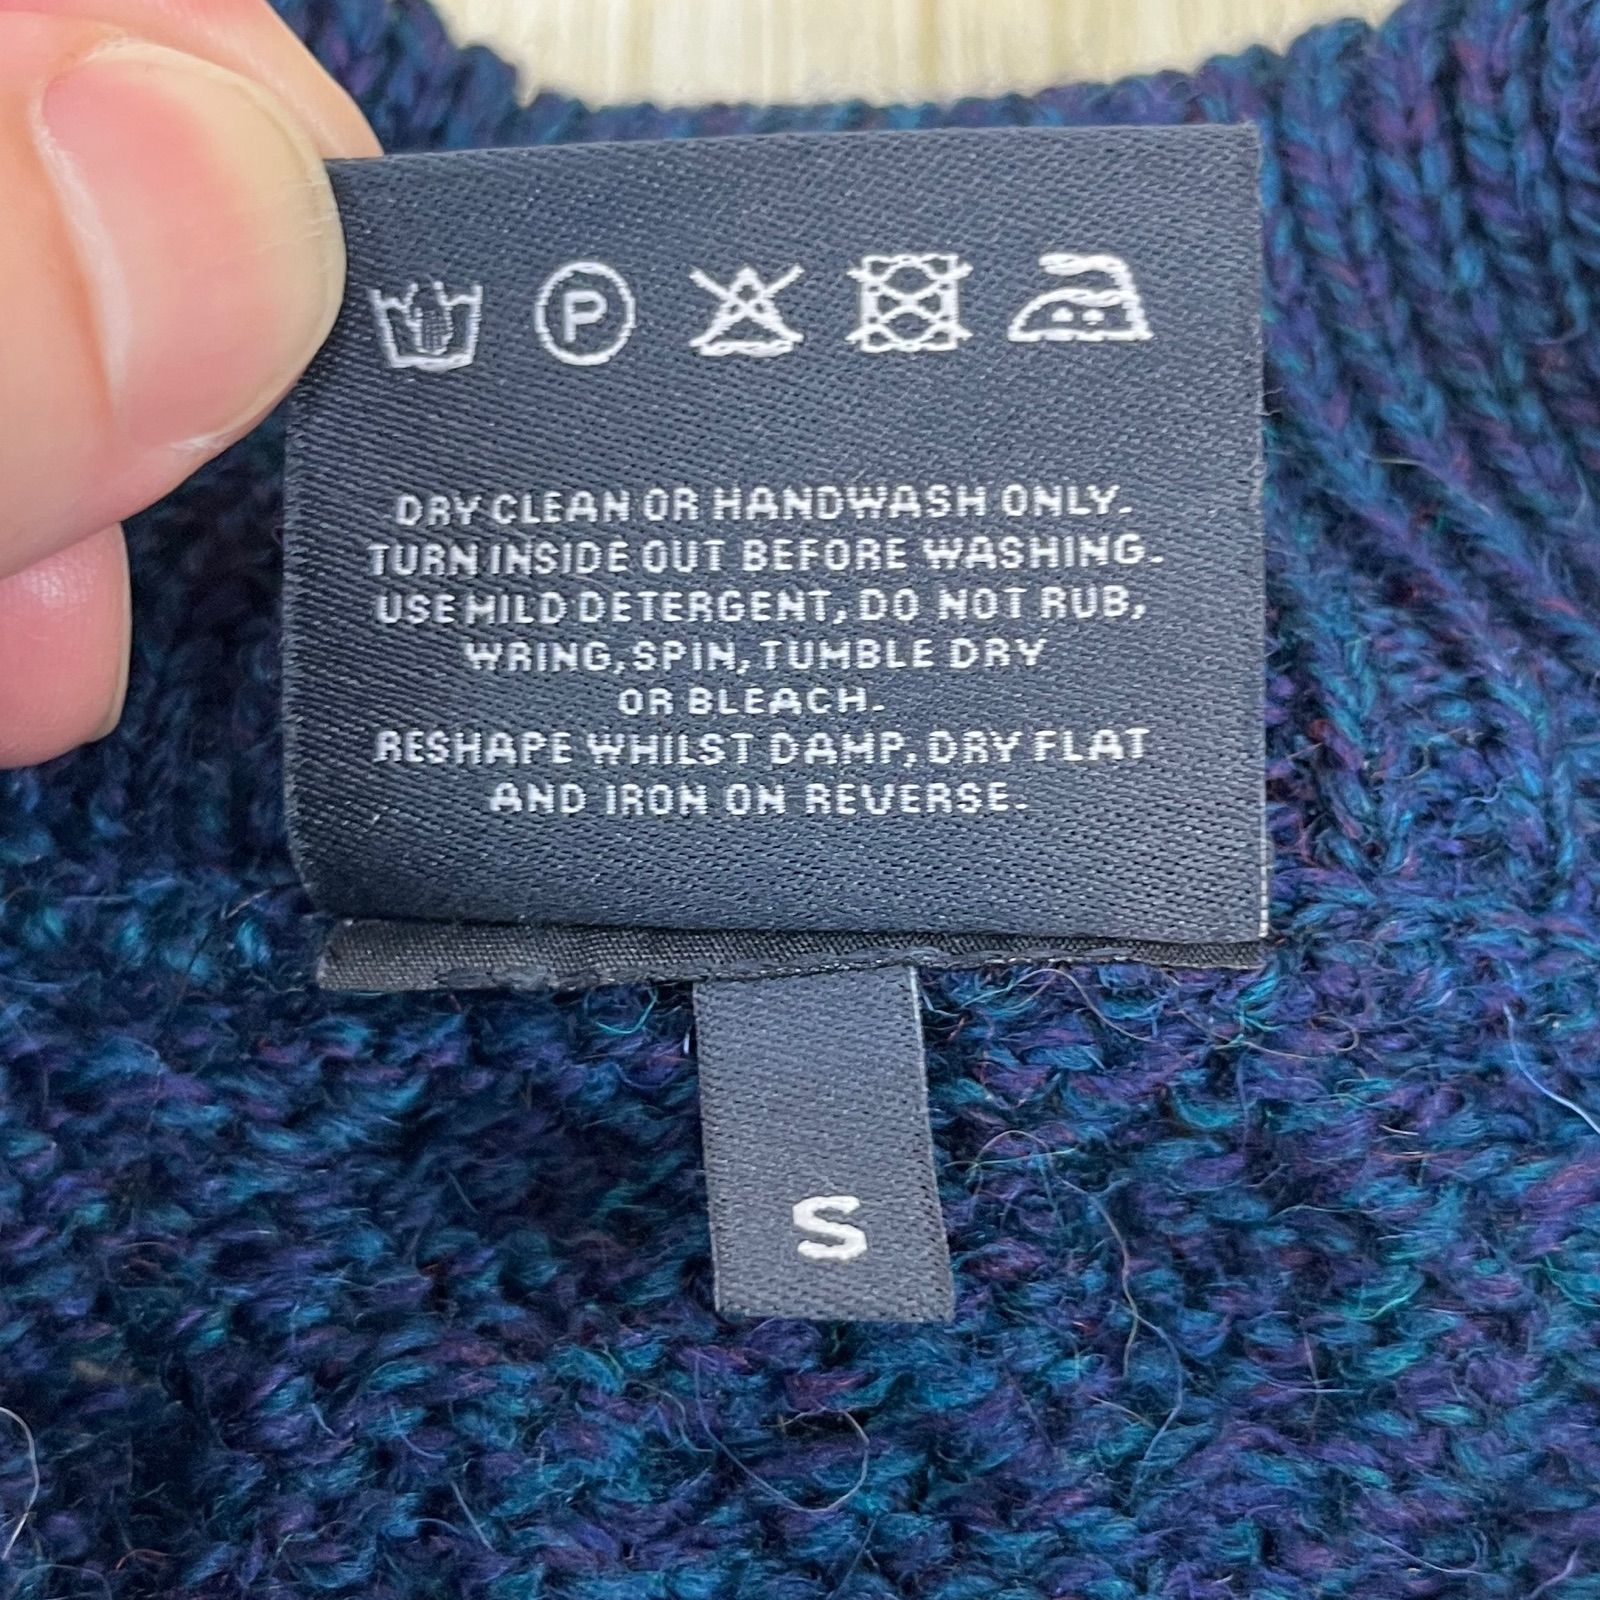 P
DRY CLEAN OR HANDWASH ONLY.
TURN INSIDE OUT BEFORE WASHING.
USE MILD DETERGENT, DO NOT RUB,
WRING, SPIN, TUMBLE DRY
OR BLEACH.
RESHAPE WHILST DAMP, DRY FLAT
AND IRON ON REVERSE.
S